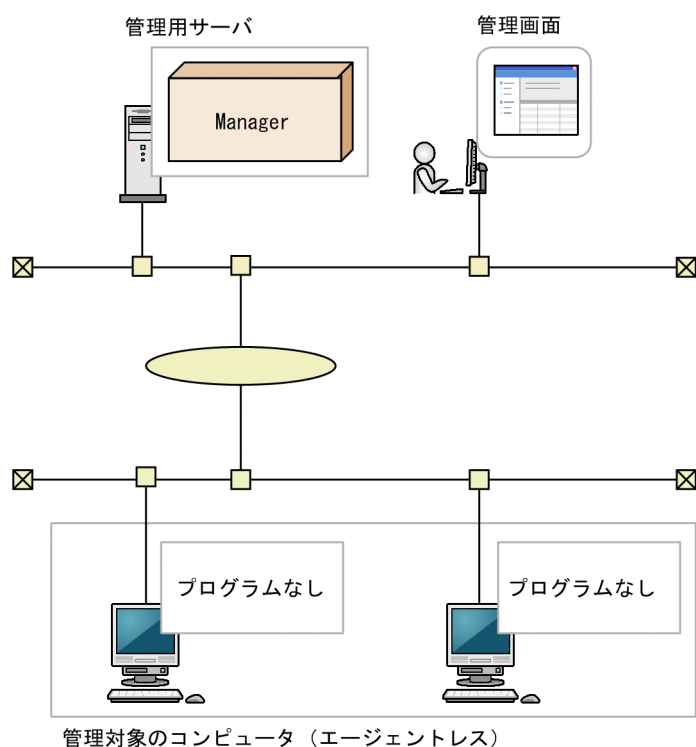 管理用サーバ
管理画面
Manager
プログラムなし
プログラムなし
管理対象のコンピュータ（エージェントレス）